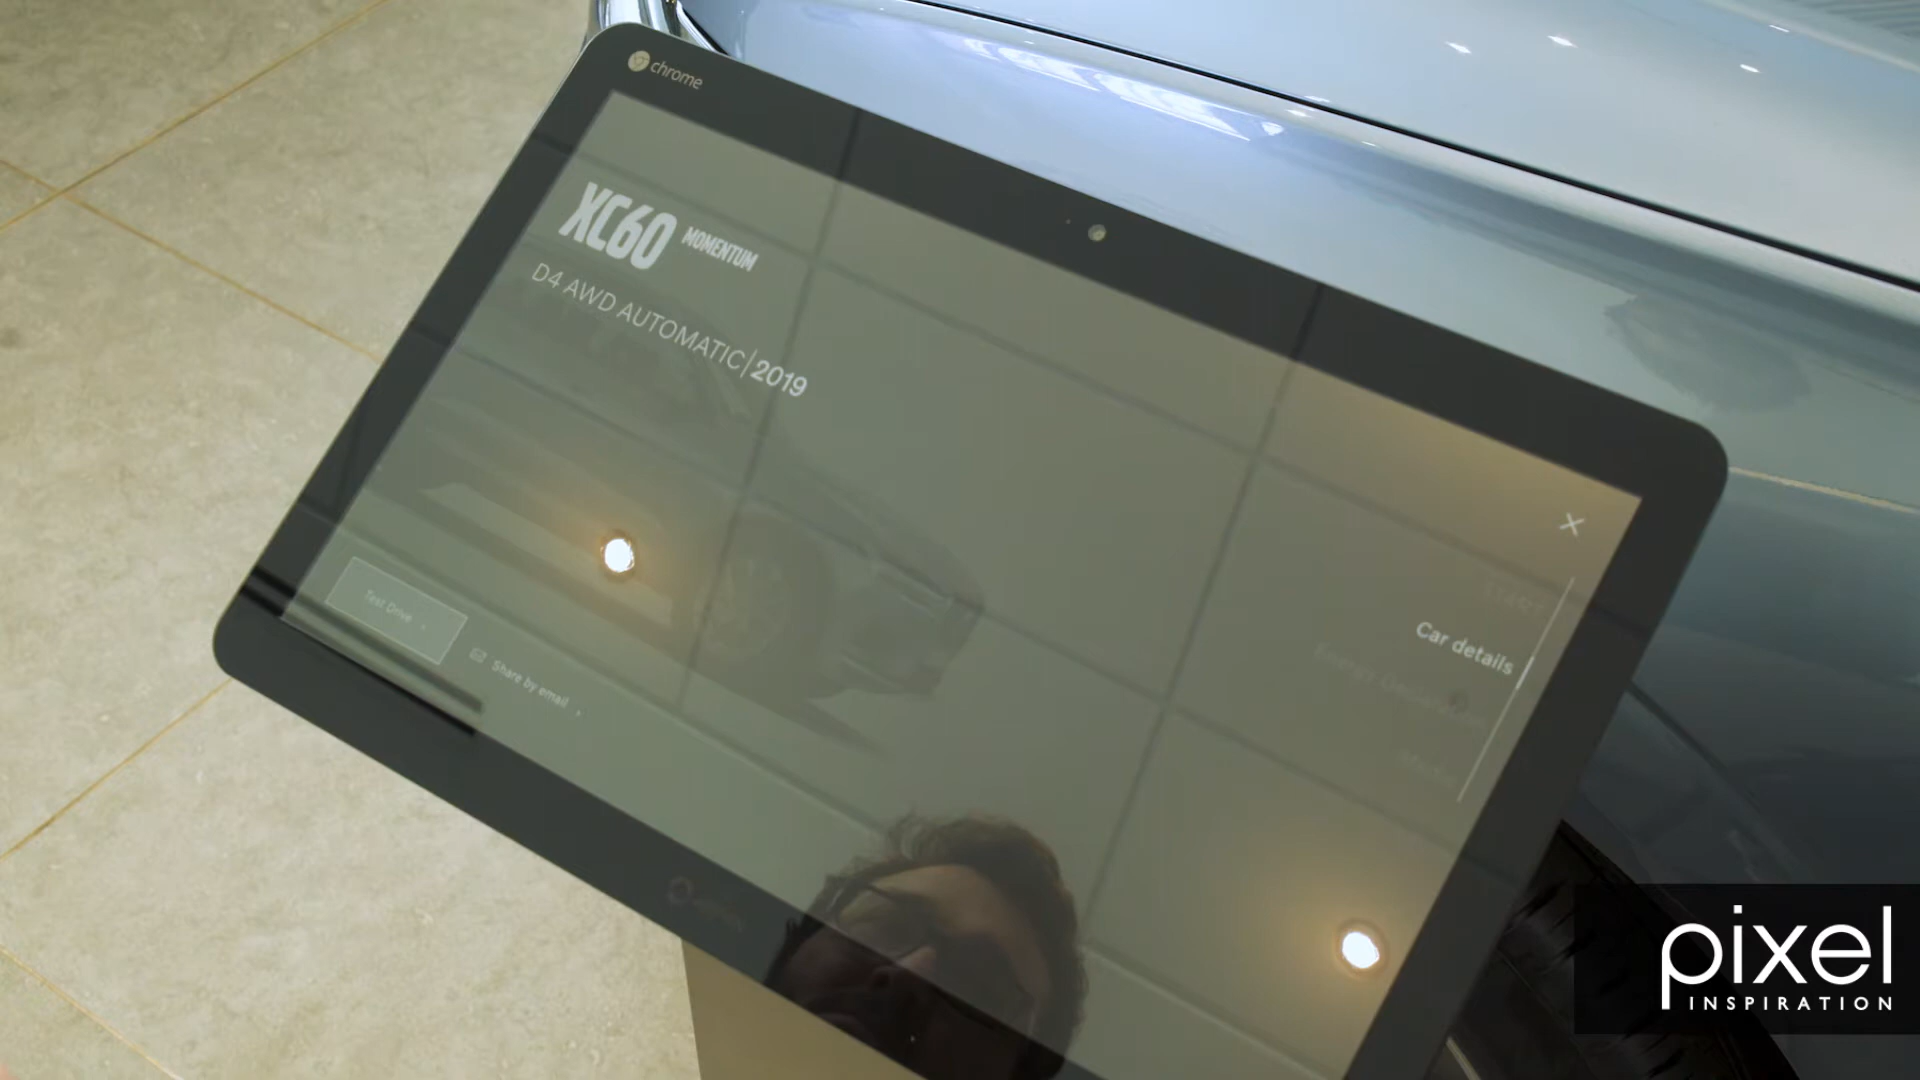 chrome
XC60 MOMENTUM
D4 AWD AUTOMATIC|2019
Car details
Test Drive ›
Share by email ›
pixel
INSPIRATION